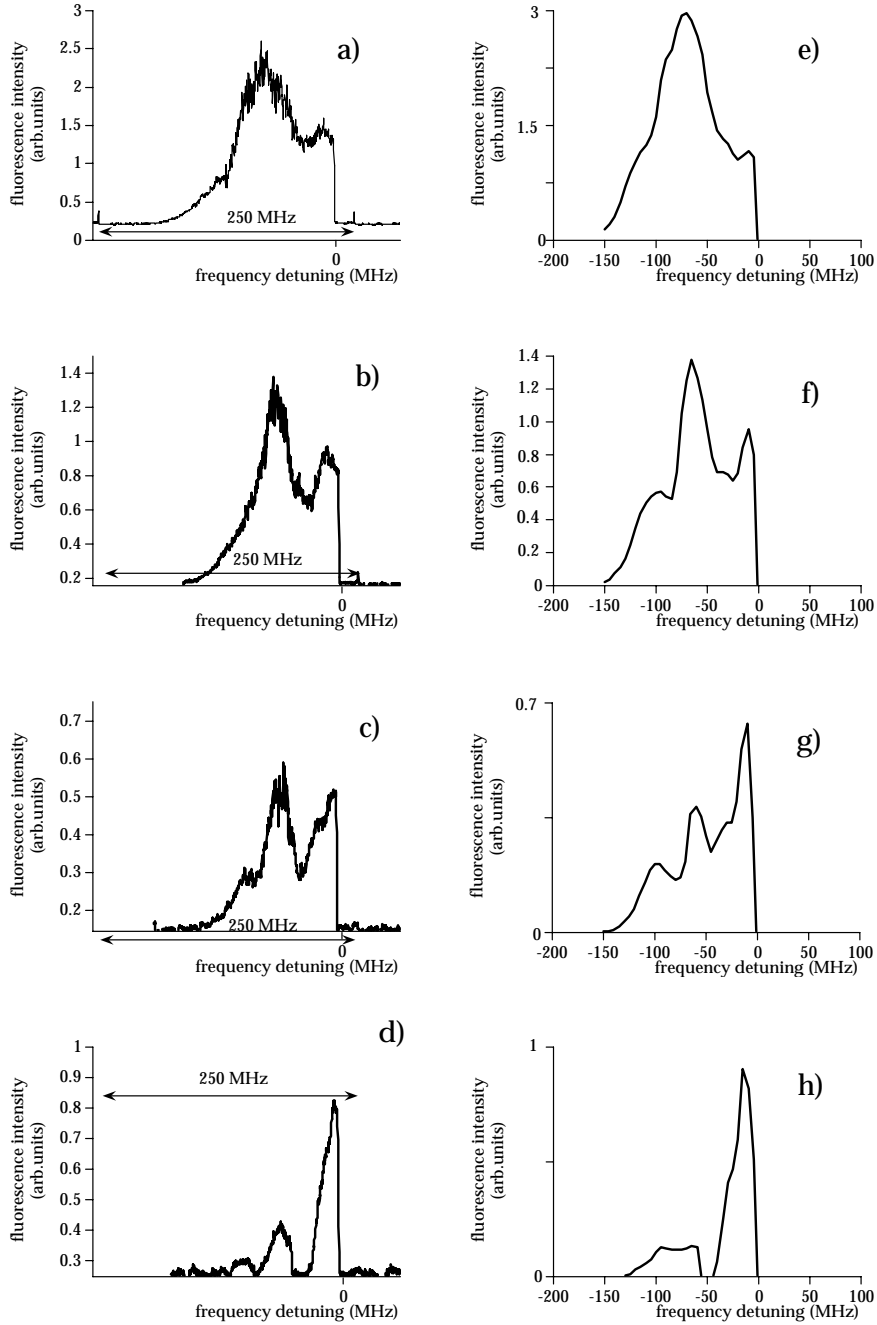 fluorescence intensity
(arb.units)
3
2.5
2
1.5
1
0.5
0
a)
250 MHz
0
frequency detuning (MHz)
fluorescence intensity
(arb.units)
3
1.5
0
e)
-200 -150 -100 -50 0 50 100
frequency detuning (MHz)
fluorescence intensity
(arb.units)
1.4
1.2
1
0.8
0.6
0.4
0.2
b)
250 MHz
0
frequency detuning (MHz)
fluorescence intensity
(arb.units)
1.4
1.2
1.0
0.8
0.6
0.4
0.2
0
f)
-200 -150 -100 -50 0 50 100
frequency detuning (MHz)
fluorescence intensity
(arb.units)
0.7
0.6
0.5
0.4
0.3
0.2
c)
250 MHz
0
frequency detuning (MHz)
fluorescence intensity
(arb.units)
0.7
0
g)
-200 -150 -100 -50 0 50 100
frequency detuning (MHz)
fluorescence intensity
(arb.units)
1
0.9
0.8
0.7
0.6
0.5
0.4
0.3
d)
250 MHz
0
frequency detuning (MHz)
fluorescence intensity
(arb.units)
1
0
h)
-200 -150 -100 -50 0 50 100
frequency detuning (MHz)